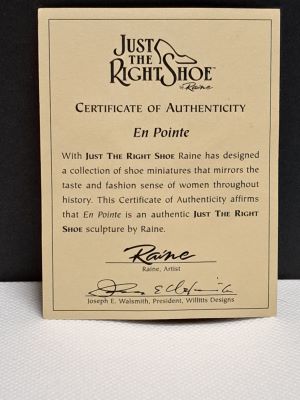 JUST
THE
RIGHT SHOE™
by Raine
CERTIFICATE OF AUTHENTICITY
En Pointe
With JUST THE RIGHT SHOE Raine has designed
a collection of shoe miniatures that mirrors the
taste and fashion sense of women throughout
history. This Certificate of Authenticity affirms
that En Pointe is an authentic JUST THE RIGHT
SHOE sculpture by Raine.
Raine
Raine, Artist
Joseph E. Walsmith, President, Willitts Designs